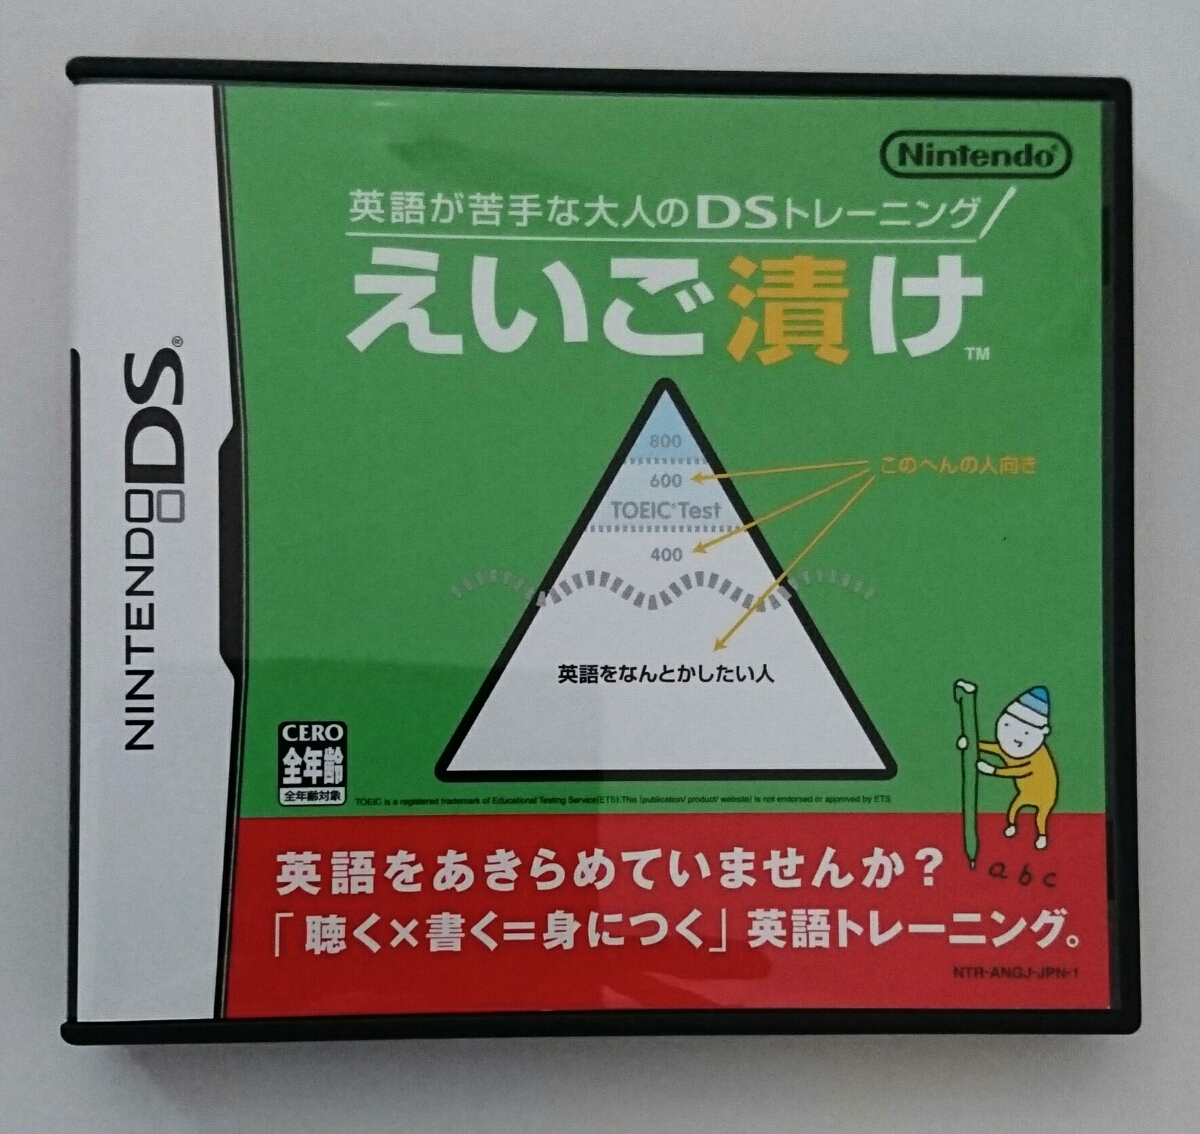 NINTENDO DS®
Nintendo®
英語が苦手な大人のDSトレーニング
えいご漬け™
800
600
このへんの人向き
TOEIC® Test
400
英語をなんとかしたい人
CERO
全年齢
全年齢対象
TOEIC is a registered trademark of Educational Testing Service(ETS).This (publication/ product/ website) is not endorsed or approved by ETS
英語をあきらめていませんか？
abc
「聴く×書く=身につく」英語トレーニング。
NTR-ANGJ-JPN-1